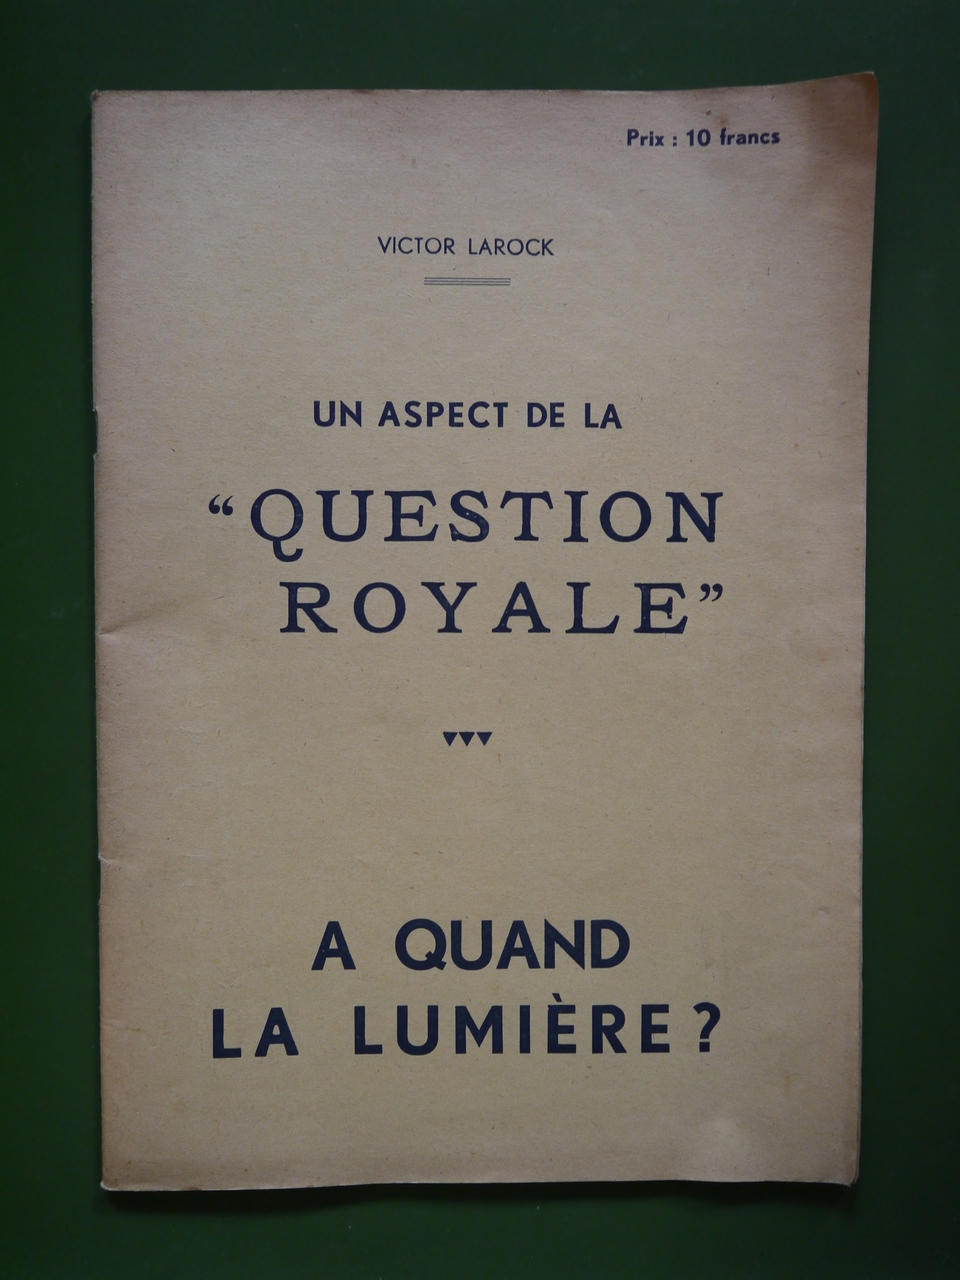 Prix : 10 francs
VICTOR LAROCK
UN ASPECT DE LA
“QUESTION
ROYALE”
A QUAND
LA LUMIÈRE ?